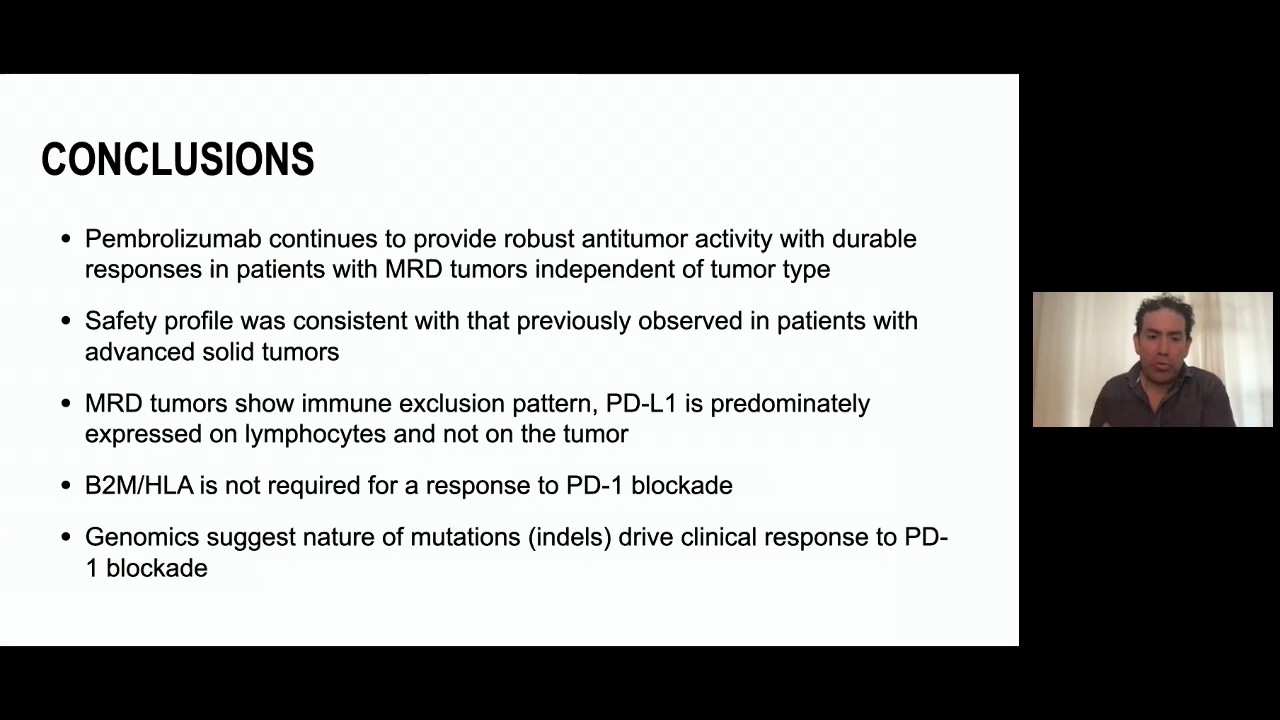 CONCLUSIONS
• Pembrolizumab continues to provide robust antitumor activity with durable
responses in patients with MRD tumors independent of tumor type
• Safety profile was consistent with that previously observed in patients with
advanced solid tumors
• MRD tumors show immune exclusion pattern, PD-L1 is predominately
expressed on lymphocytes and not on the tumor
• B2M/HLA is not required for a response to PD-1 blockade
• Genomics suggest nature of mutations (indels) drive clinical response to PD-
1 blockade